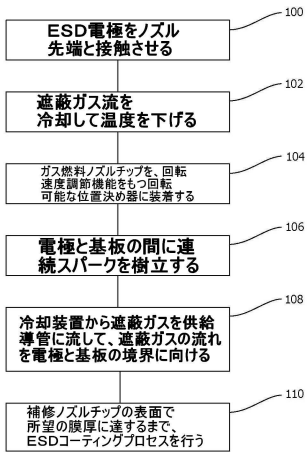 100
ESD電極をノズル
先端と接触させる
102
遮蔽ガス流を
冷却して温度を下げる
104
ガス燃料ノズルチップを、回転
速度調節機能をもつ回転
可能な位置決め器に装着する
106
電極と基板の間に連
続スパークを樹立する
108
冷却装置から遮蔽ガスを供給
導管に流して、遮蔽ガスの流れ
を電極と基板の境界に向ける
110
補修ノズルチップの表面で
所望の膜厚に達するまで、
ESDコーティングプロセスを行う